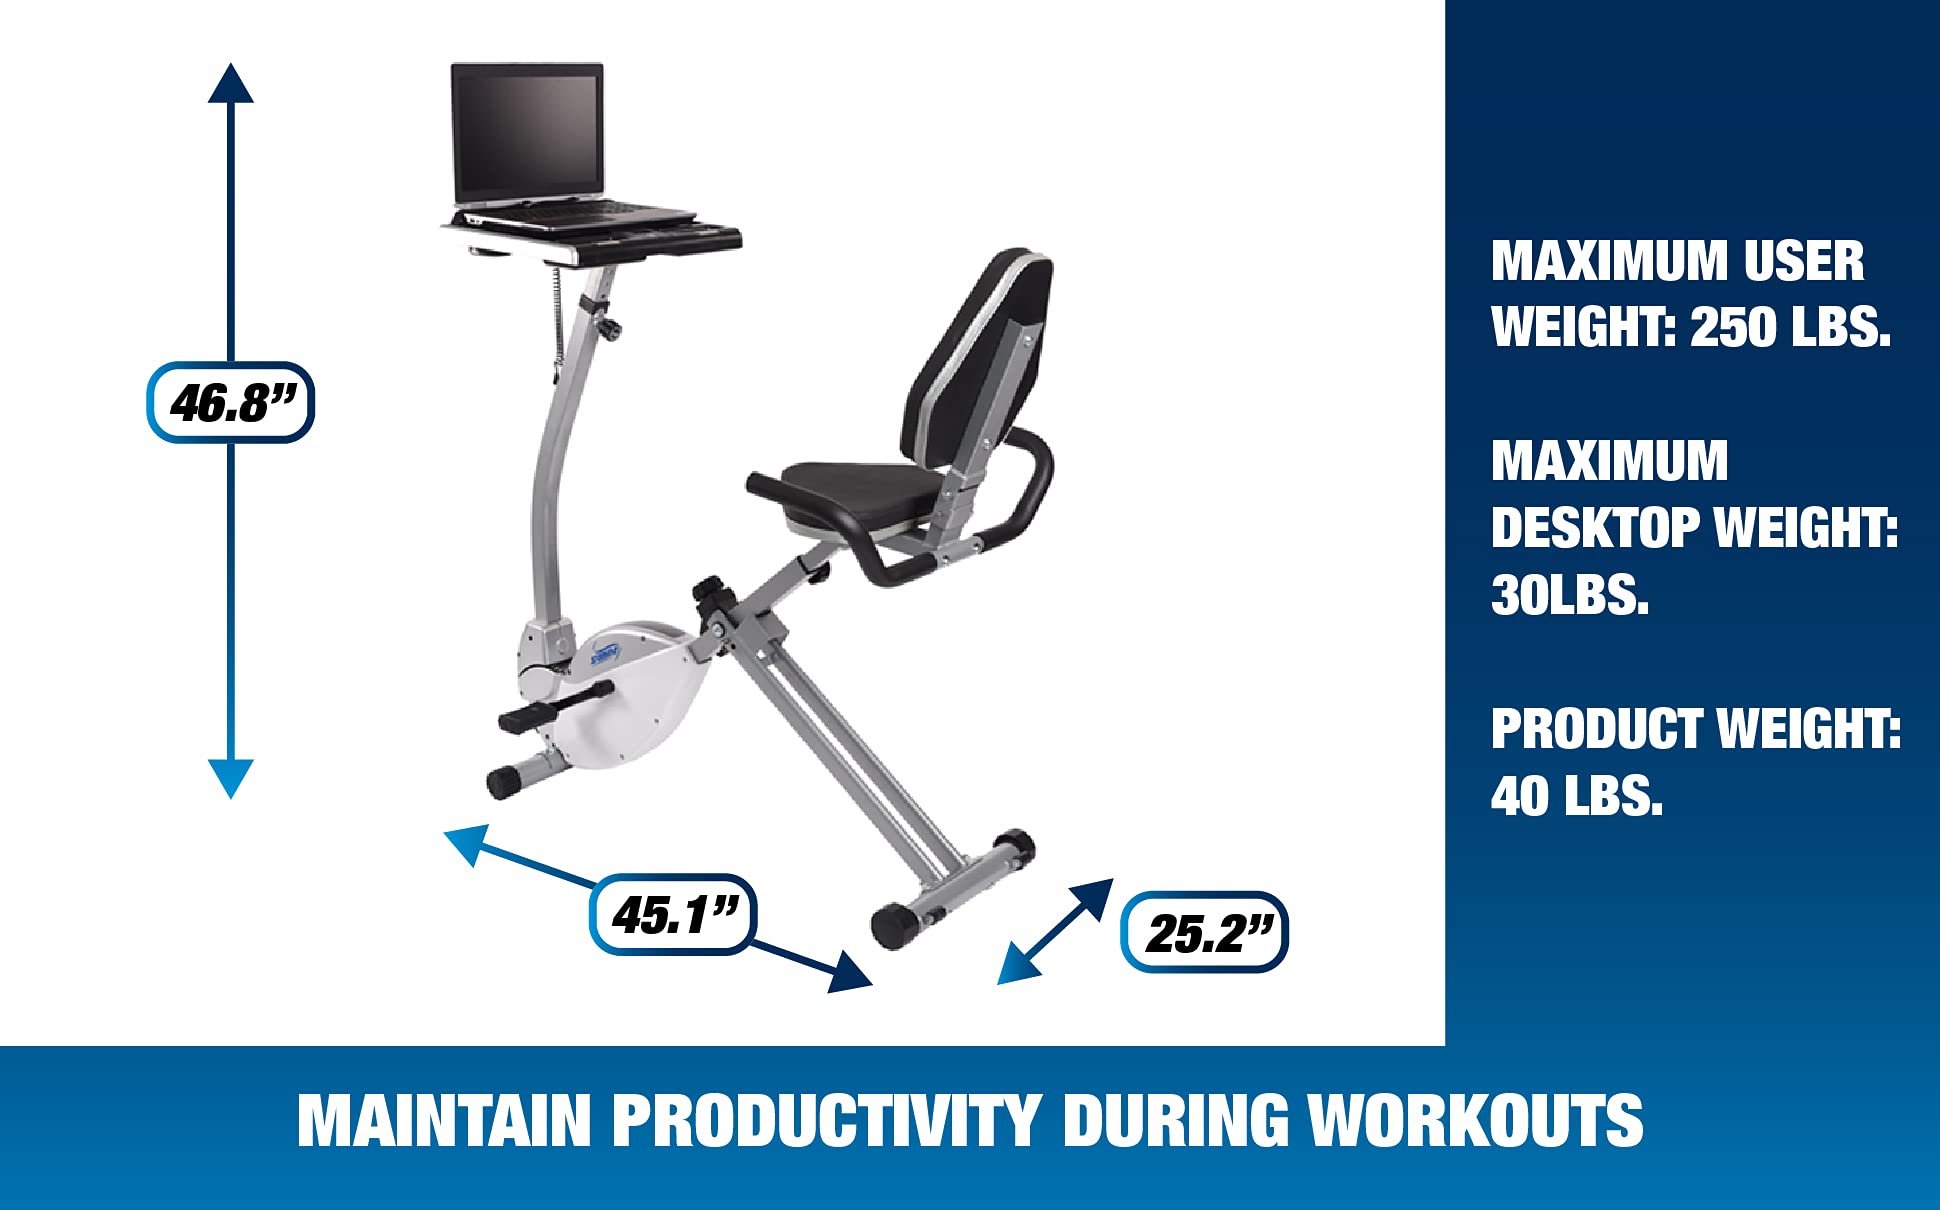 46.8”
45.1”
25.2”
MAXIMUM USER
WEIGHT: 250 LBS.
MAXIMUM
DESKTOP WEIGHT:
30LBS.
PRODUCT WEIGHT:
40 LBS.
MAINTAIN PRODUCTIVITY DURING WORKOUTS